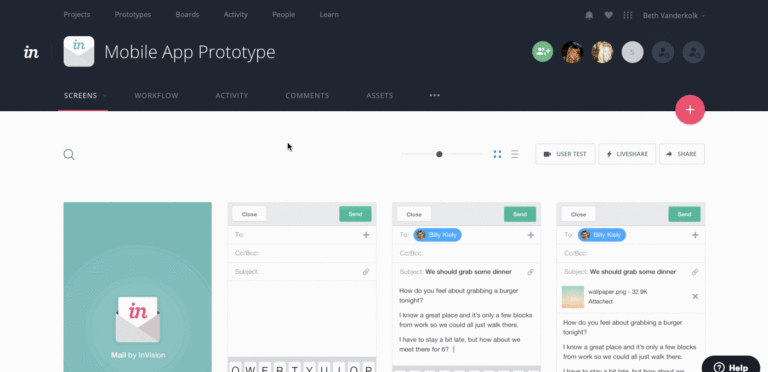 Projects Prototypes Boards Activity People Learn
Beth Vanderkolk
in
in
Mobile App Prototype
S
SCREENS WORKFLOW ACTIVITY COMMENTS ASSETS
USER TEST LIVESHARE SHARE
in
Mail by InVision
Close Send
To:
Cc/Bcc:
Subject:
Q W E R T Y U I O P
Close Send
To: Billy Kiely
Cc/Bcc:
Subject: We should grab some dinner
How do you feel about grabbing a burger
tonight?
I know a great place and it's only a few blocks
from work so we could all just walk there.
I have to stay a bit late, but how about we
meet there for 6?
Close Send
To: Billy Kiely
Cc/Bcc:
Subject: We should grab some dinner
wallpaper.png - 32.9K
Attached
How do you feel about grabbing a burger
tonight?
I know a great place and it's only a few blocks
from work so we could all just walk there.
I have to stay a bit late, but how about we
Help